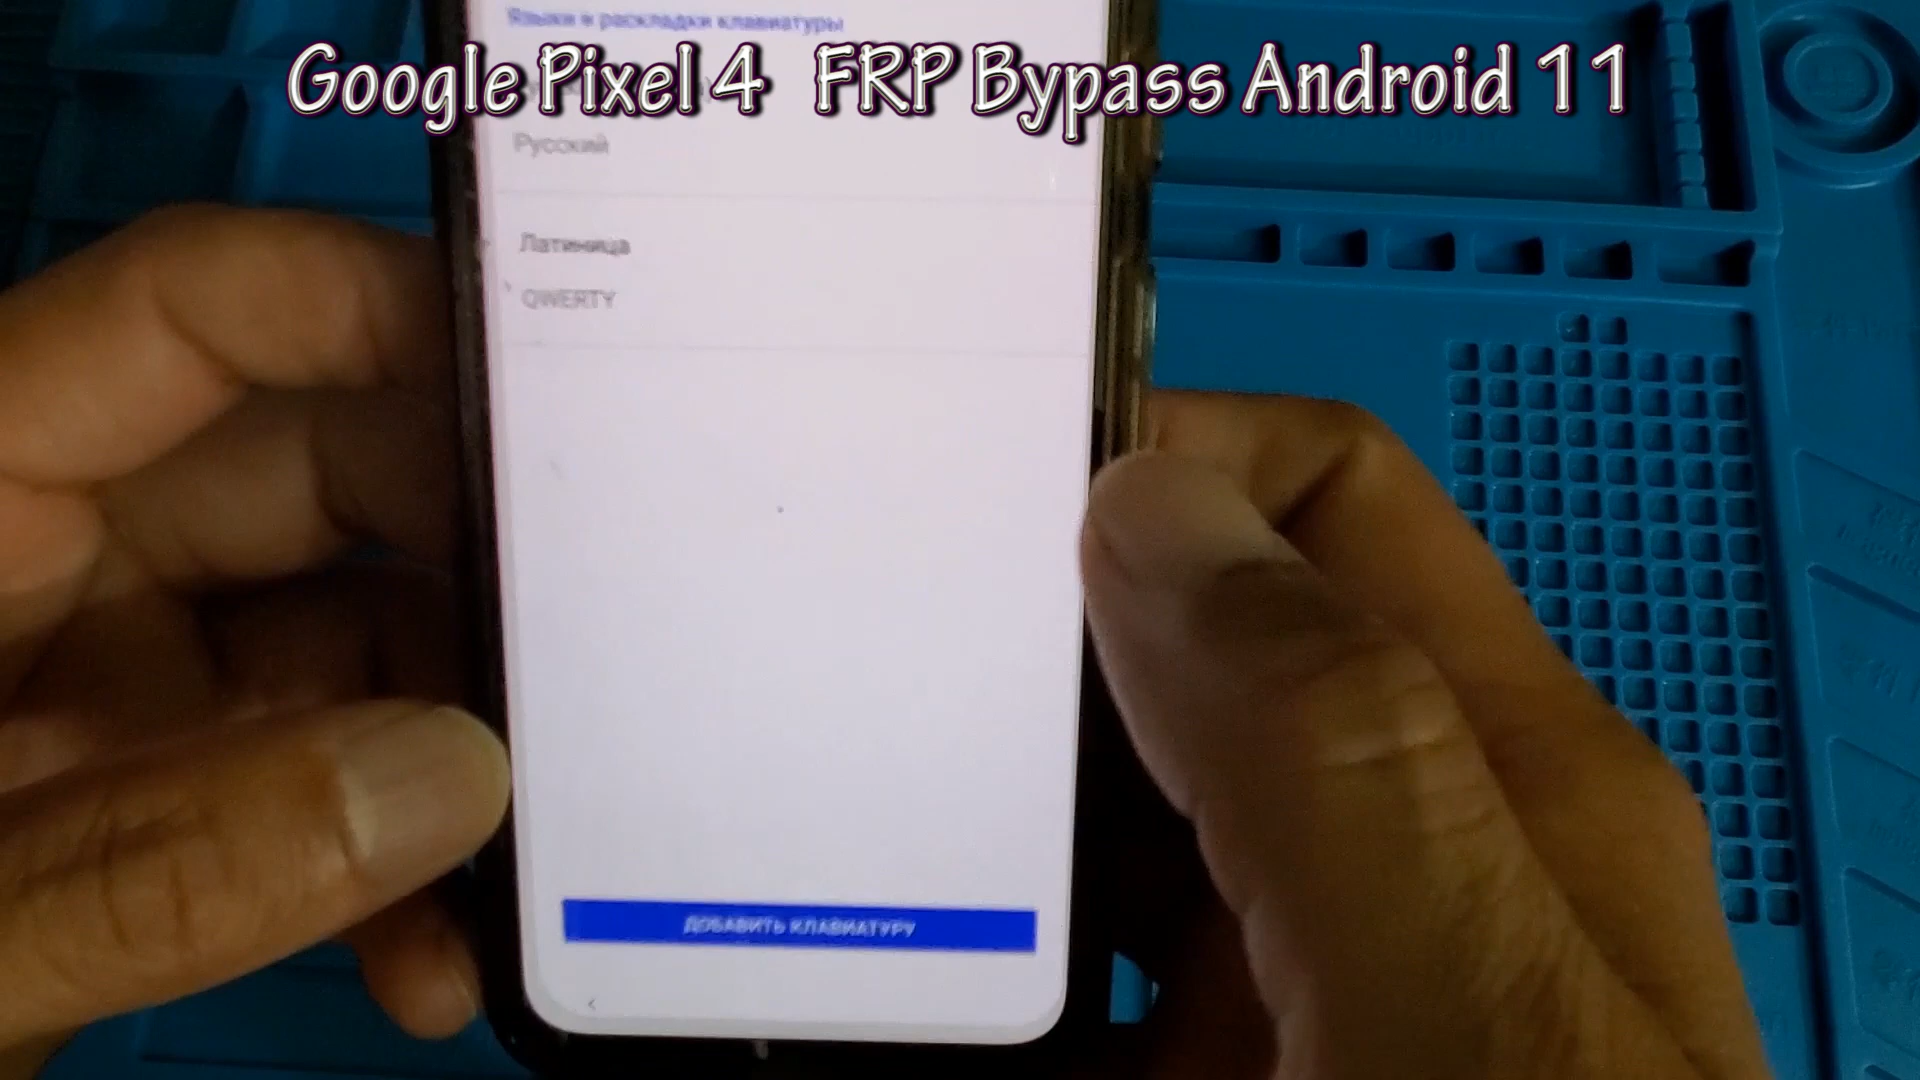 Языки и раскладки клавиатуры
Google Pixel 4 FRP Bypass Android 11
Русский
Латиница
QWERTY
ДОБАВИТЬ КЛАВИАТУРУ